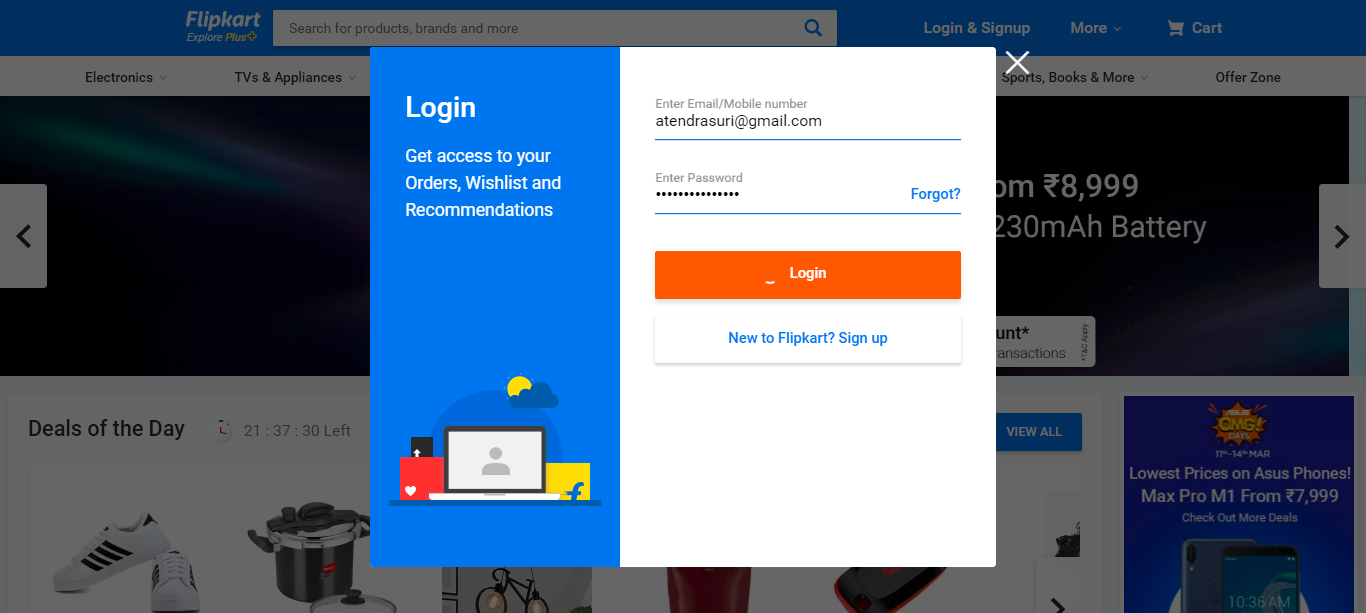 Flipkart
Explore Plus
Search for products, brands and more
Login & Signup
More
Cart
Electronics
TVs & Appliances
Sports, Books & More
Offer Zone
Login
Get access to your
Orders, Wishlist and
Recommendations
Enter Email/Mobile number
atendrasuri@gmail.com
Enter Password
•••••••••••••••
Forgot?
Login
New to Flipkart? Sign up
om ₹8,999
230mAh Battery
unt*
ransactions
*T&C Apply
Deals of the Day
21 : 37 : 30 Left
VIEW ALL
ASUS
OMG!
DAYS
11th-14th MAR
Lowest Prices on Asus Phones!
Max Pro M1 From ₹7,999
Check Out More Deals
10:36 AM